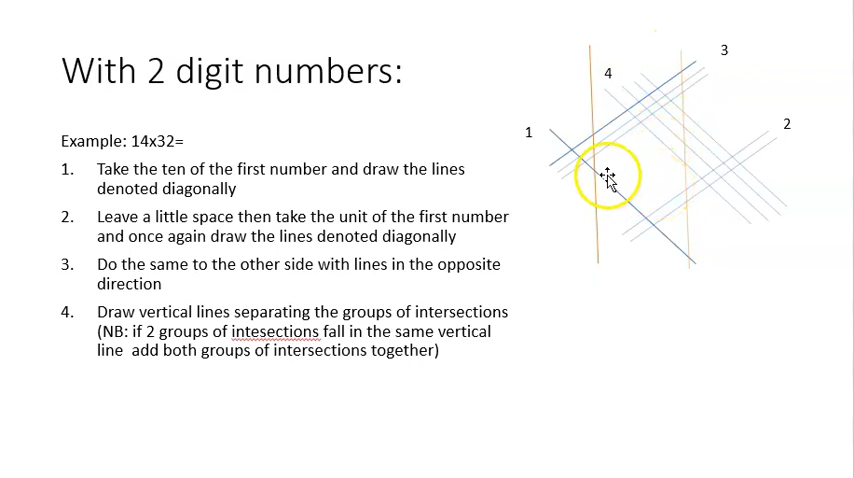 With 2 digit numbers:
3
4
2
1
Example: 14x32=
1. Take the ten of the first number and draw the lines
denoted diagonally
2. Leave a little space then take the unit of the first number
and once again draw the lines denoted diagonally
3. Do the same to the other side with lines in the opposite
direction
4. Draw vertical lines separating the groups of intersections
(NB: if 2 groups of intesections fall in the same vertical
line add both groups of intersections together)